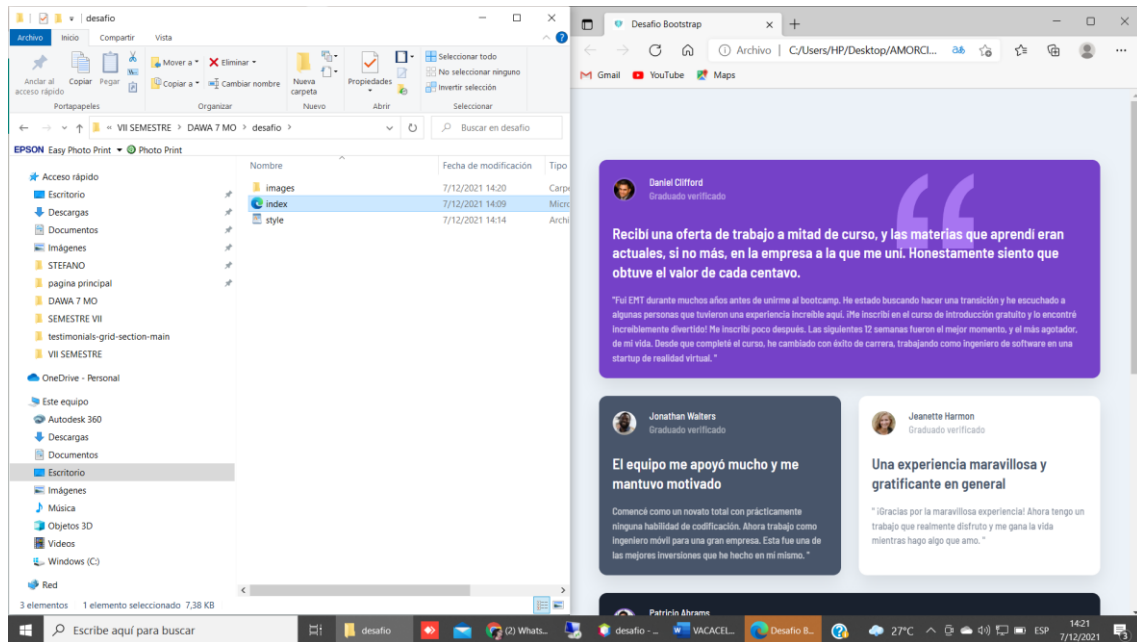 desafio
Archivo Inicio Compartir Vista
Anclar al acceso rápido
Copiar
Pegar
Mover a
Copiar a
Eliminar
Cambiar nombre
Nueva carpeta
Propiedades
Seleccionar todo
No seleccionar ninguno
Invertir selección
Portapapeles Organizar Nuevo Abrir Seleccionar
« VII SEMESTRE > DAWA 7 MO > desafio >
Buscar en desafio
EPSON Easy Photo Print Photo Print
Nombre Fecha de modificación Tipo
images 7/12/2021 14:20 Carpe
index 7/12/2021 14:09 Micro
style 7/12/2021 14:14 Archi
Acceso rápido
Escritorio
Descargas
Documentos
Imágenes
STEFANO
pagina principal
DAWA 7 MO
SEMESTRE VII
testimonials-grid-section-main
VII SEMESTRE
OneDrive - Personal
Este equipo
Autodesk 360
Descargas
Documentos
Escritorio
Imágenes
Música
Objetos 3D
Vídeos
Windows (C:)
Red
3 elementos 1 elemento seleccionado 7,38 KB
Desafio Bootstrap
Archivo C:/Users/HP/Desktop/AMORCI...
Gmail YouTube Maps
Daniel Clifford
Graduado verificado
Recibí una oferta de trabajo a mitad de curso, y las materias que aprendí eran
actuales, si no más, en la empresa a la que me uní. Honestamente siento que
obtuve el valor de cada centavo.
"Fui EMT durante muchos años antes de unirme al bootcamp. He estado buscando hacer una transición y he escuchado a
algunas personas que tuvieron una experiencia increíble aquí. ¡Me inscribí en el curso de introducción gratuito y lo encontré
increíblemente divertido! Me inscribí poco después. Las siguientes 12 semanas fueron el mejor momento, y el más agotador,
de mi vida. Desde que completé el curso, he cambiado con éxito de carrera, trabajando como ingeniero de software en una
startup de realidad virtual. "
Jonathan Walters
Graduado verificado
El equipo me apoyó mucho y me
mantuvo motivado
Comencé como un novato total con prácticamente
ninguna habilidad de codificación. Ahora trabajo como
ingeniero móvil para una gran empresa. Esta fue una de
las mejores inversiones que he hecho en mí mismo. "
Jeanette Harmon
Graduado verificado
Una experiencia maravillosa y
gratificante en general
" ¡Gracias por la maravillosa experiencia! Ahora tengo un
trabajo que realmente disfruto y me gana la vida
mientras hago algo que amo. "
Patricio Abrams
Escribe aquí para buscar
desafio
(2) Whats...
desafio - ...
VACACEL...
Desafio B...
27°C
ESP
14:21
7/12/2021